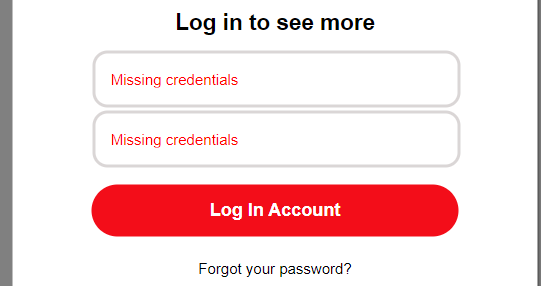 Log in to see more
Missing credentials
Missing credentials
Log In Account
Forgot your password?